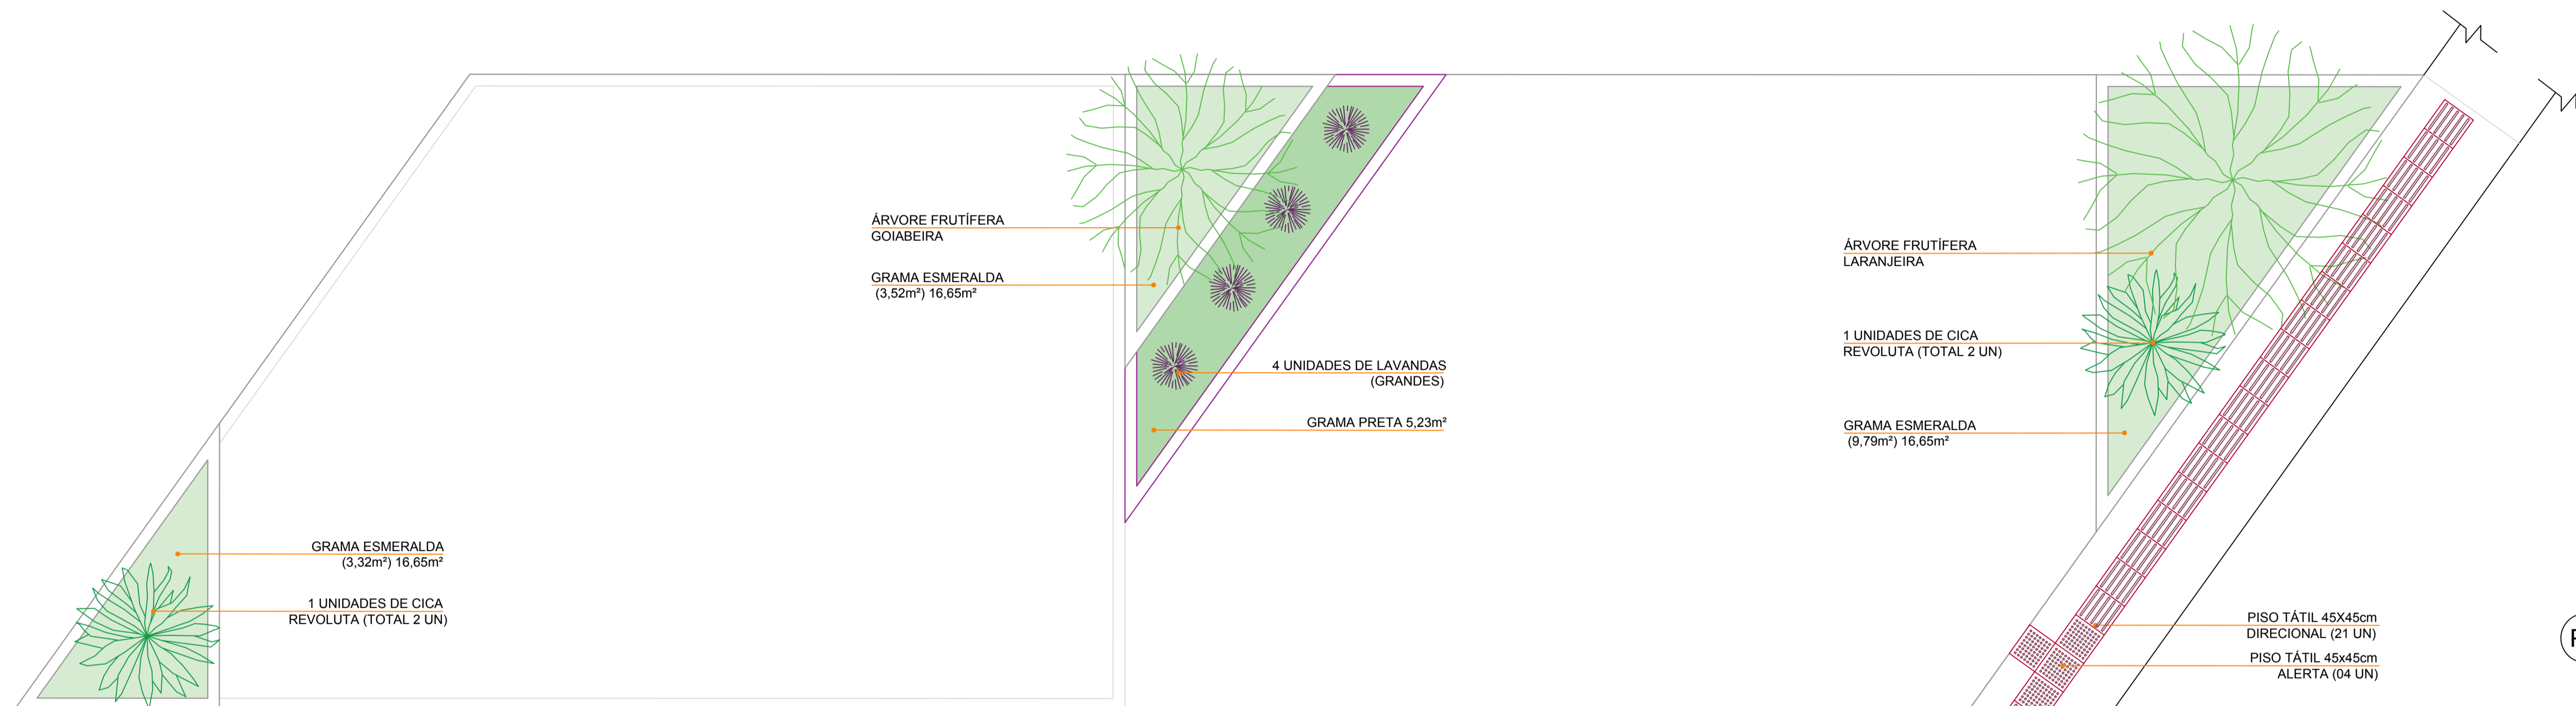 ÁRVORE FRUTÍFERA
GOIABEIRA
GRAMA ESMERALDA
(3,52m²) 16,65m²
4 UNIDADES DE LAVANDAS
(GRANDES)
GRAMA PRETA 5,23m²
ÁRVORE FRUTÍFERA
LARANJEIRA
1 UNIDADES DE CICA
REVOLUTA (TOTAL 2 UN)
GRAMA ESMERALDA
(9,79m²) 16,65m²
GRAMA ESMERALDA
(3,32m²) 16,65m²
1 UNIDADES DE CICA
REVOLUTA (TOTAL 2 UN)
PISO TÁTIL 45X45cm
DIRECIONAL (21 UN)
PISO TÁTIL 45x45cm
ALERTA (04 UN)